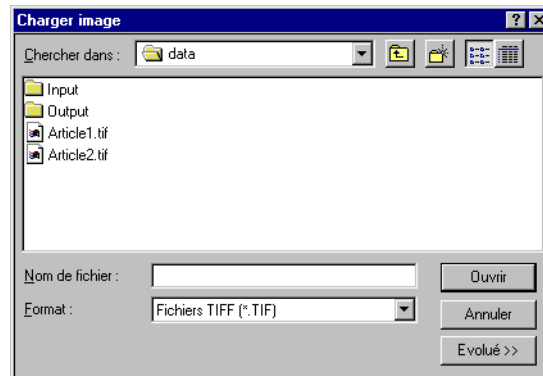 Charger image
Chercher dans : data
Input
Output
Article1.tif
Article2.tif
Nom de fichier :
Ouvrir
Format : Fichiers TIFF (*.TIF)
Annuler
Evolué >>